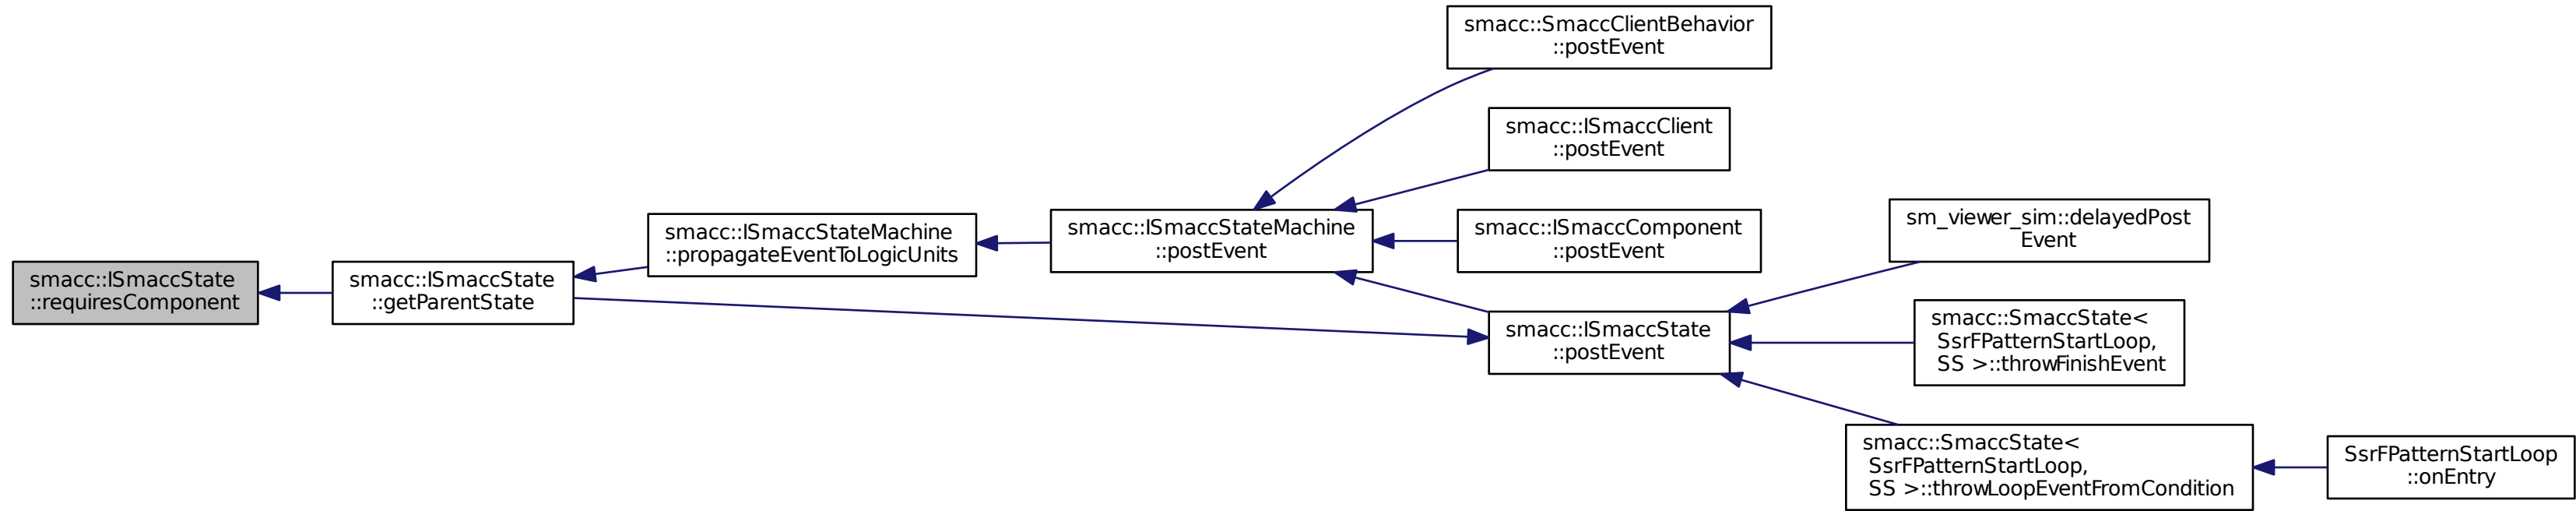 smacc::SmaccClientBehavior
::postEvent
smacc::ISmaccClient
::postEvent
smacc::ISmaccStateMachine
::propagateEventToLogicUnits
smacc::ISmaccStateMachine
::postEvent
smacc::ISmaccComponent
::postEvent
sm_viewer_sim::delayedPost
Event
smacc::ISmaccState
::requiresComponent
smacc::ISmaccState
::getParentState
smacc::ISmaccState
::postEvent
smacc::SmaccState<
SsrFPatternStartLoop,
SS >::throwFinishEvent
smacc::SmaccState<
SsrFPatternStartLoop,
SS >::throwLoopEventFromCondition
SsrFPatternStartLoop
::onEntry